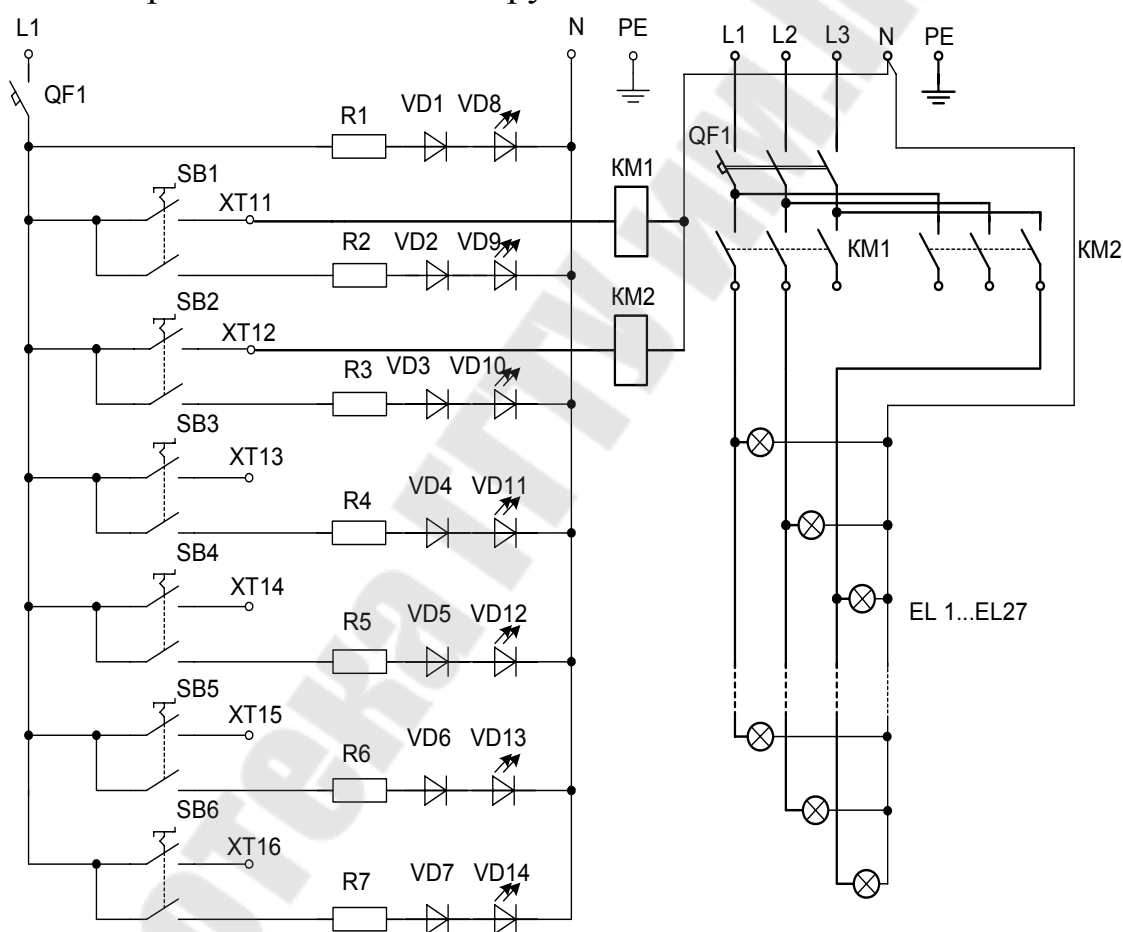 L1 N PE L1 L2 L3 N PE
QF1
R1 VD1 VD8
QF1
SB1
XT11
KM1
R2 VD2 VD9
KM1
KM2
SB2
XT12
KM2
R3 VD3 VD10
SB3
XT13
R4 VD4 VD11
SB4
XT14
R5 VD5 VD12
EL 1...EL27
SB5
XT15
R6 VD6 VD13
SB6
XT16
R7 VD7 VD14